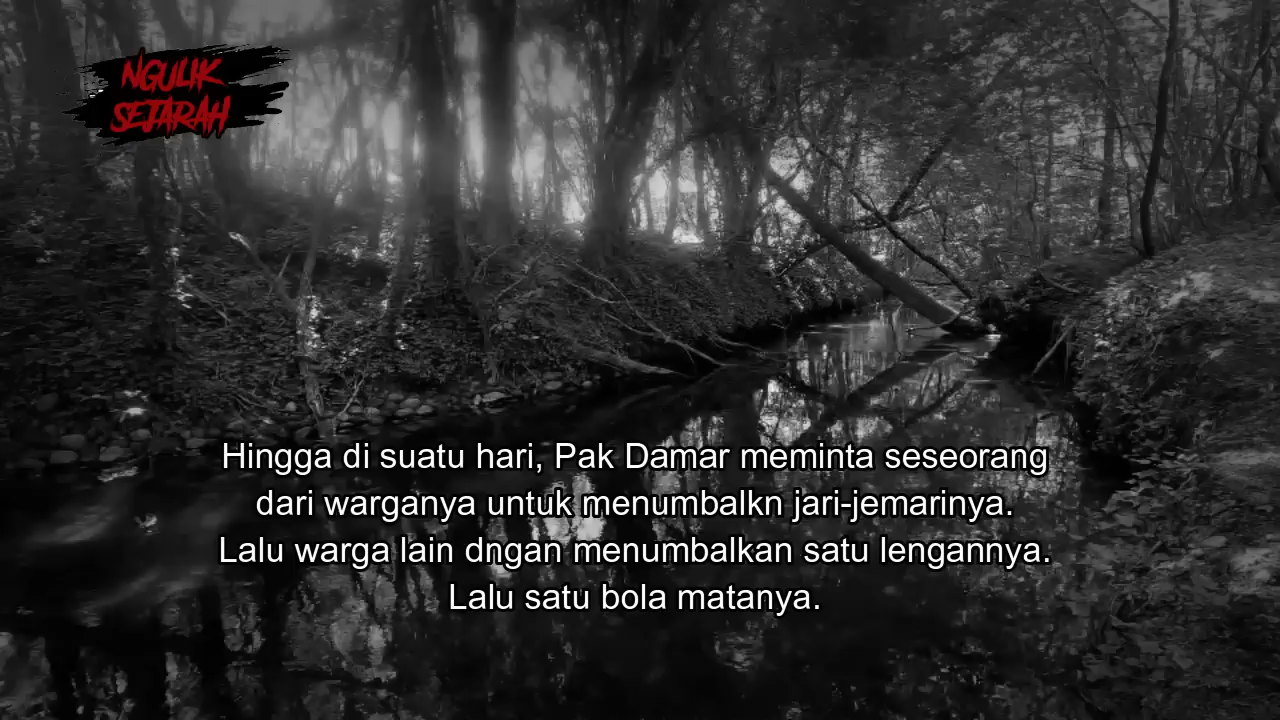 NGULIK
SEJARAH
Hingga di suatu hari, Pak Damar meminta seseorang
dari warganya untuk menumbalkn jari-jemarinya.
Lalu warga lain dngan menumbalkan satu lengannya.
Lalu satu bola matanya.